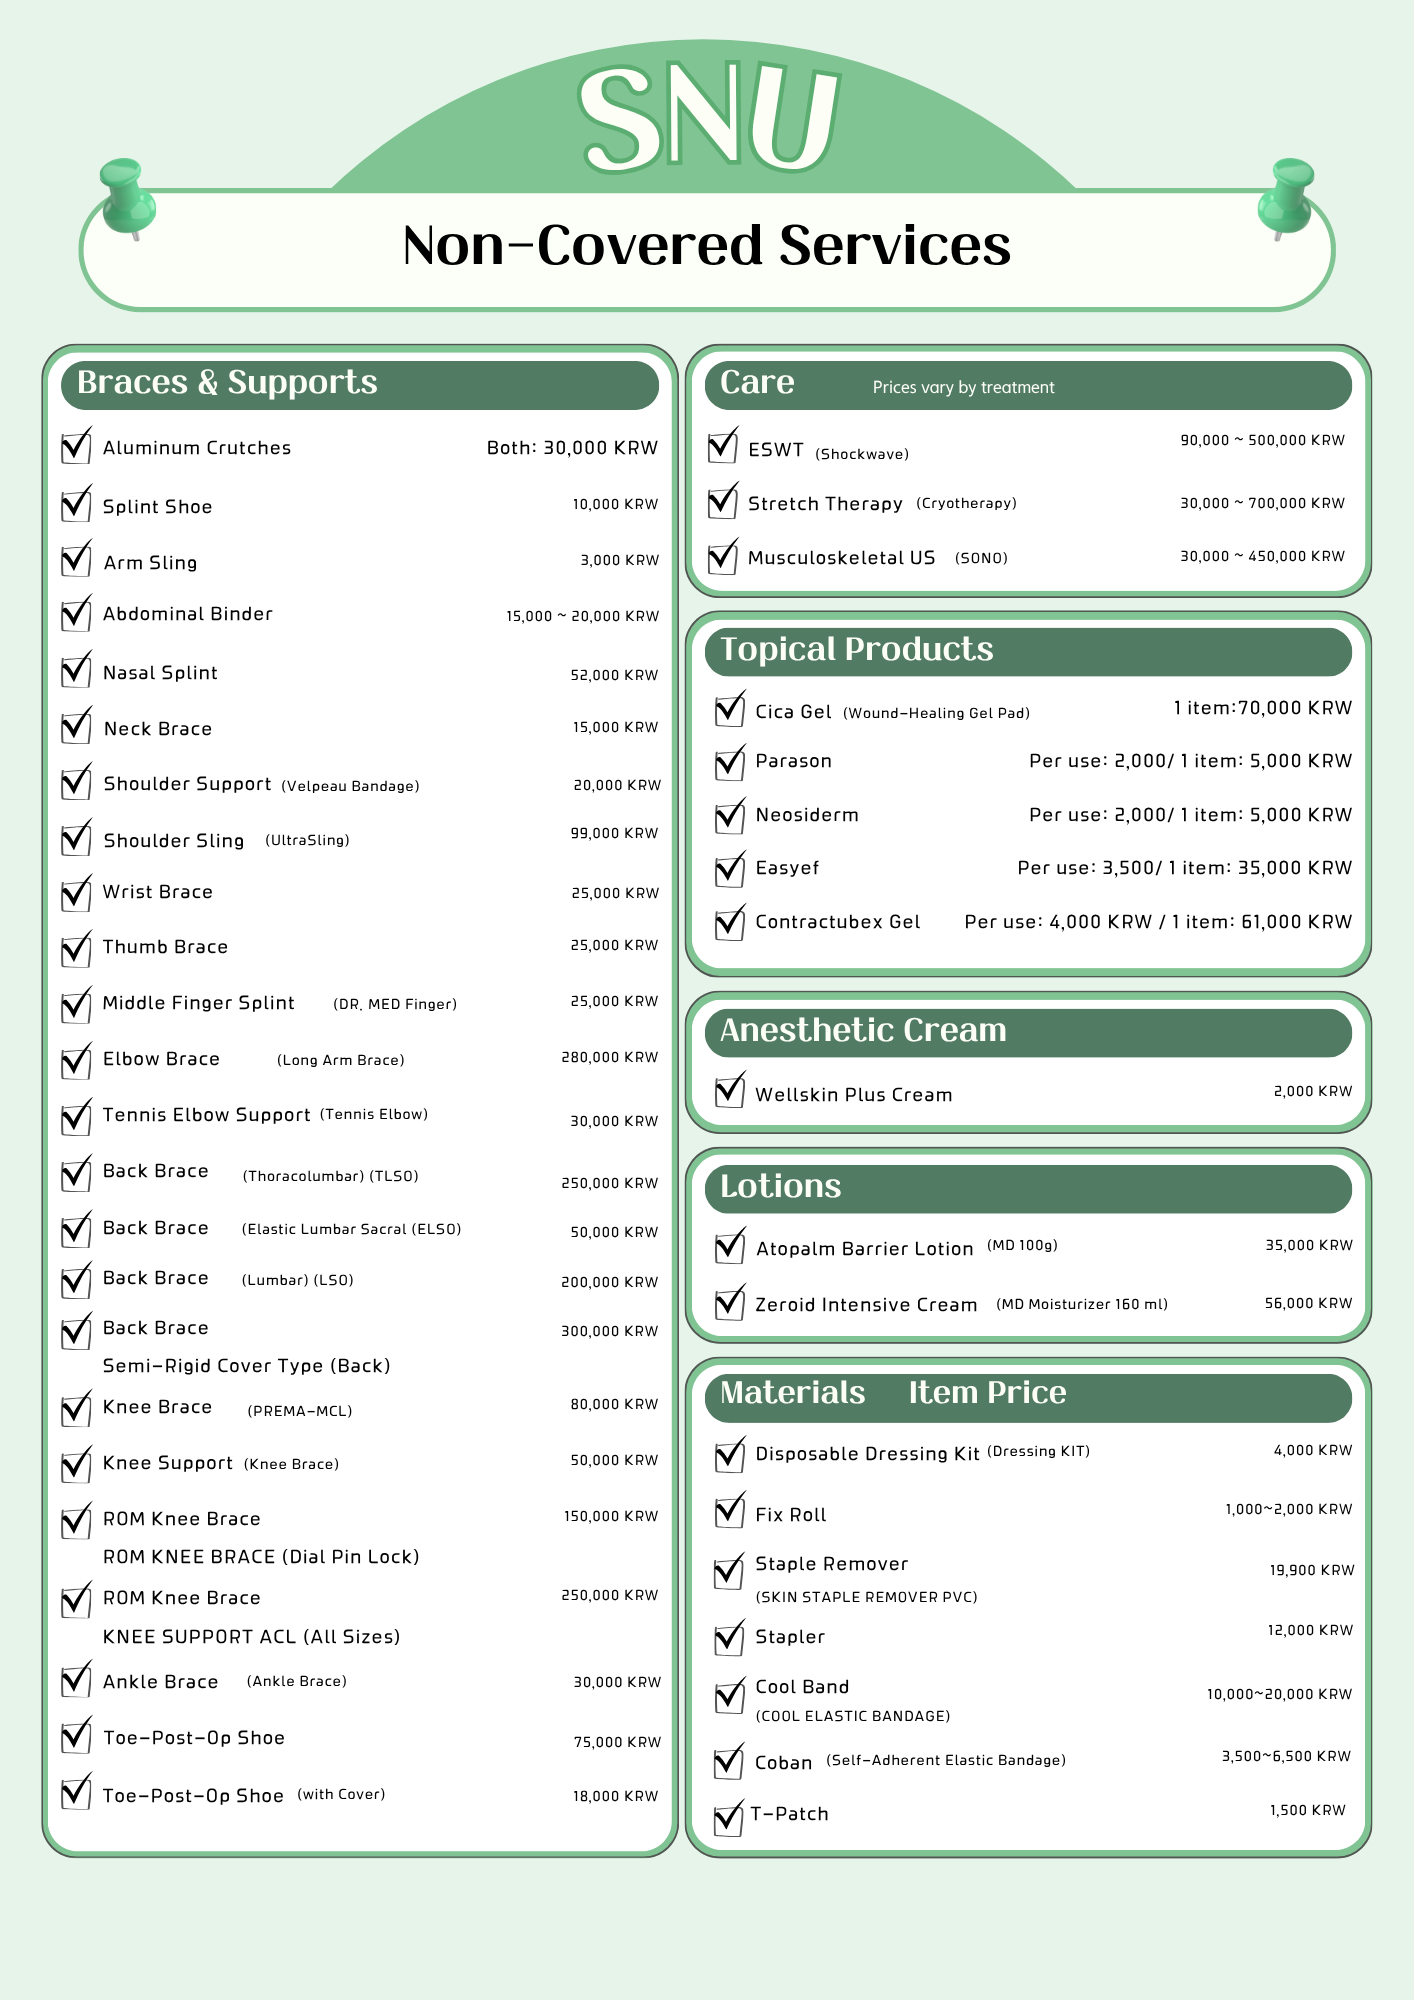 SNU
Non-Covered Services
Braces & Supports
Aluminum Crutches Both: 30,000 KRW
Splint Shoe 10,000 KRW
Arm Sling 3,000 KRW
Abdominal Binder 15,000 ~ 20,000 KRW
Nasal Splint 52,000 KRW
Neck Brace 15,000 KRW
Shoulder Support (Velpeau Bandage) 20,000 KRW
Shoulder Sling (UltraSling) 99,000 KRW
Wrist Brace 25,000 KRW
Thumb Brace 25,000 KRW
Middle Finger Splint (DR, MED Finger) 25,000 KRW
Elbow Brace (Long Arm Brace) 280,000 KRW
Tennis Elbow Support (Tennis Elbow) 30,000 KRW
Back Brace (Thoracolumbar) (TLSO) 250,000 KRW
Back Brace (Elastic Lumbar Sacral (ELSO) 50,000 KRW
Back Brace (Lumbar) (LSO) 200,000 KRW
Back Brace 300,000 KRW
Semi-Rigid Cover Type (Back)
Knee Brace (PREMA-MCL) 80,000 KRW
Knee Support (Knee Brace) 50,000 KRW
ROM Knee Brace 150,000 KRW
ROM KNEE BRACE (Dial Pin Lock)
ROM Knee Brace 250,000 KRW
KNEE SUPPORT ACL (All Sizes)
Ankle Brace (Ankle Brace) 30,000 KRW
Toe-Post-Op Shoe 75,000 KRW
Toe-Post-Op Shoe (with Cover) 18,000 KRW
Care Prices vary by treatment
ESWT (Shockwave) 90,000 ~ 500,000 KRW
Stretch Therapy (Cryotherapy) 30,000 ~ 700,000 KRW
Musculoskeletal US (SONO) 30,000 ~ 450,000 KRW
Topical Products
Cica Gel (Wound-Healing Gel Pad) 1 item:70,000 KRW
Parason Per use: 2,000/ 1 item: 5,000 KRW
Neosiderm Per use: 2,000/ 1 item: 5,000 KRW
Easyef Per use: 3,500/ 1 item: 35,000 KRW
Contractubex Gel Per use: 4,000 KRW / 1 item: 61,000 KRW
Anesthetic Cream
Wellskin Plus Cream 2,000 KRW
Lotions
Atopalm Barrier Lotion (MD 100g) 35,000 KRW
Zeroid Intensive Cream (MD Moisturizer 160 ml) 56,000 KRW
Materials Item Price
Disposable Dressing Kit (Dressing KIT) 4,000 KRW
Fix Roll 1,000~2,000 KRW
Staple Remover 19,900 KRW
(SKIN STAPLE REMOVER PVC)
Stapler 12,000 KRW
Cool Band 10,000~20,000 KRW
(COOL ELASTIC BANDAGE)
Coban (Self-Adherent Elastic Bandage) 3,500~6,500 KRW
T-Patch 1,500 KRW